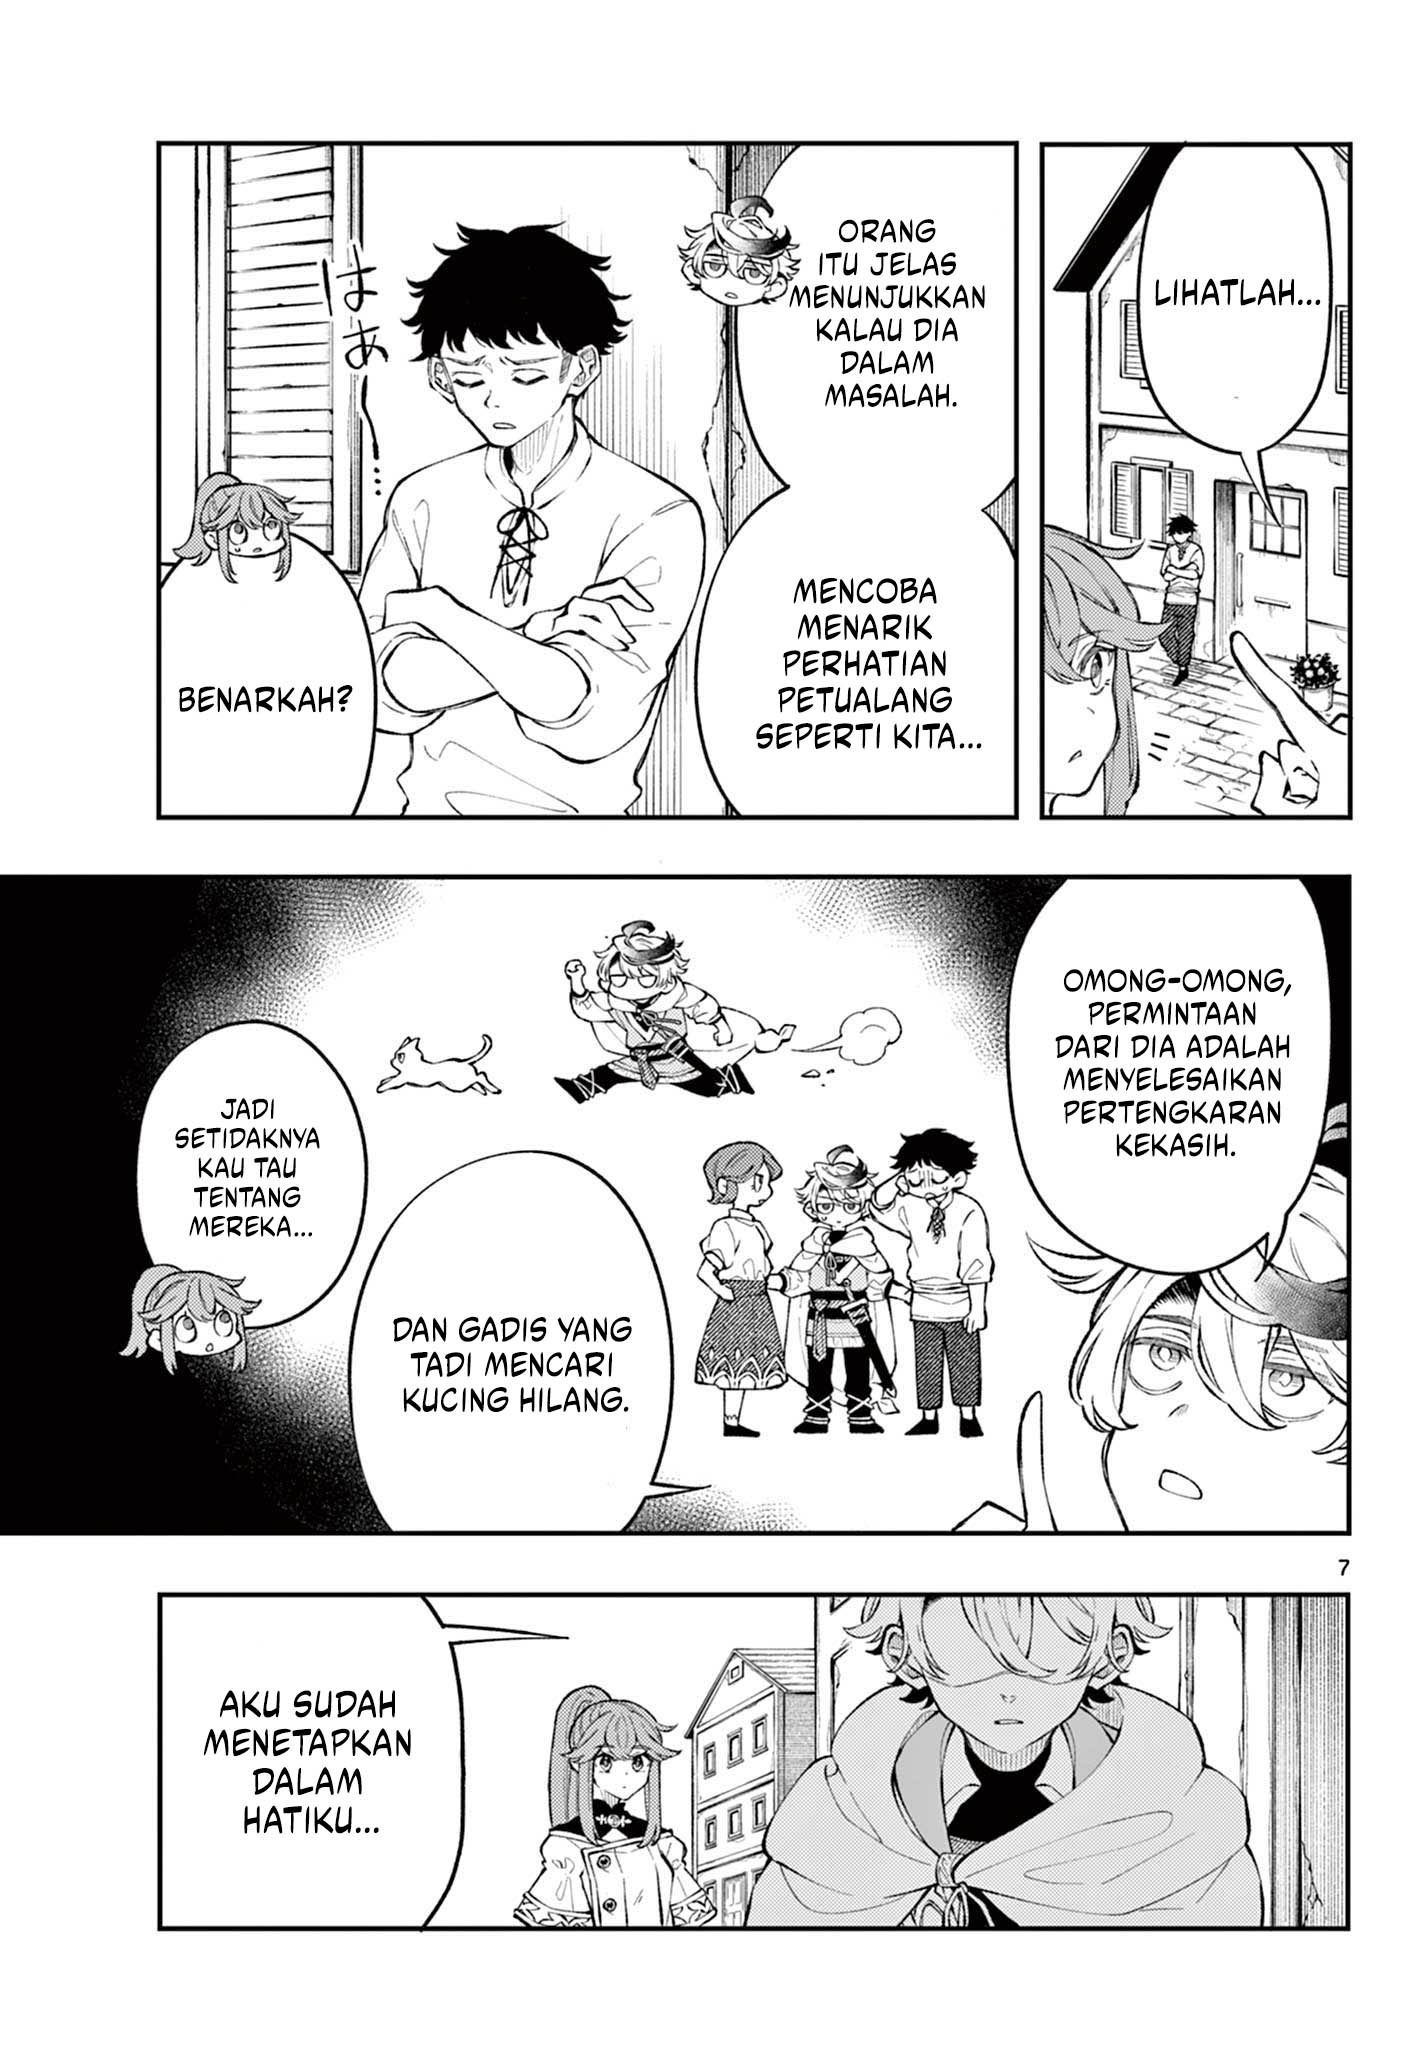 LIHATLAH...
ORANG
ITU JELAS
MENUNJUKKAN
KALAU DIA
DALAM
MASALAH.
MENCOBA
MENARIK
PERHATIAN
PETUALANG
SEPERTI KITA...
はぁー…
BENARKAH?
OMONG-OMONG,
PERMINTAAN
DARI DIA ADALAH
MENYELESAIKAN
PERTENGKARAN
KEKASIH.
DAN GADIS YANG
TADI MENCARI
KUCING HILANG.
JADI
SETIDAKNYA
KAU TAU
TENTANG
MEREKA...
7
AKU SUDAH
MENETAPKAN
DALAM
HATIKU...